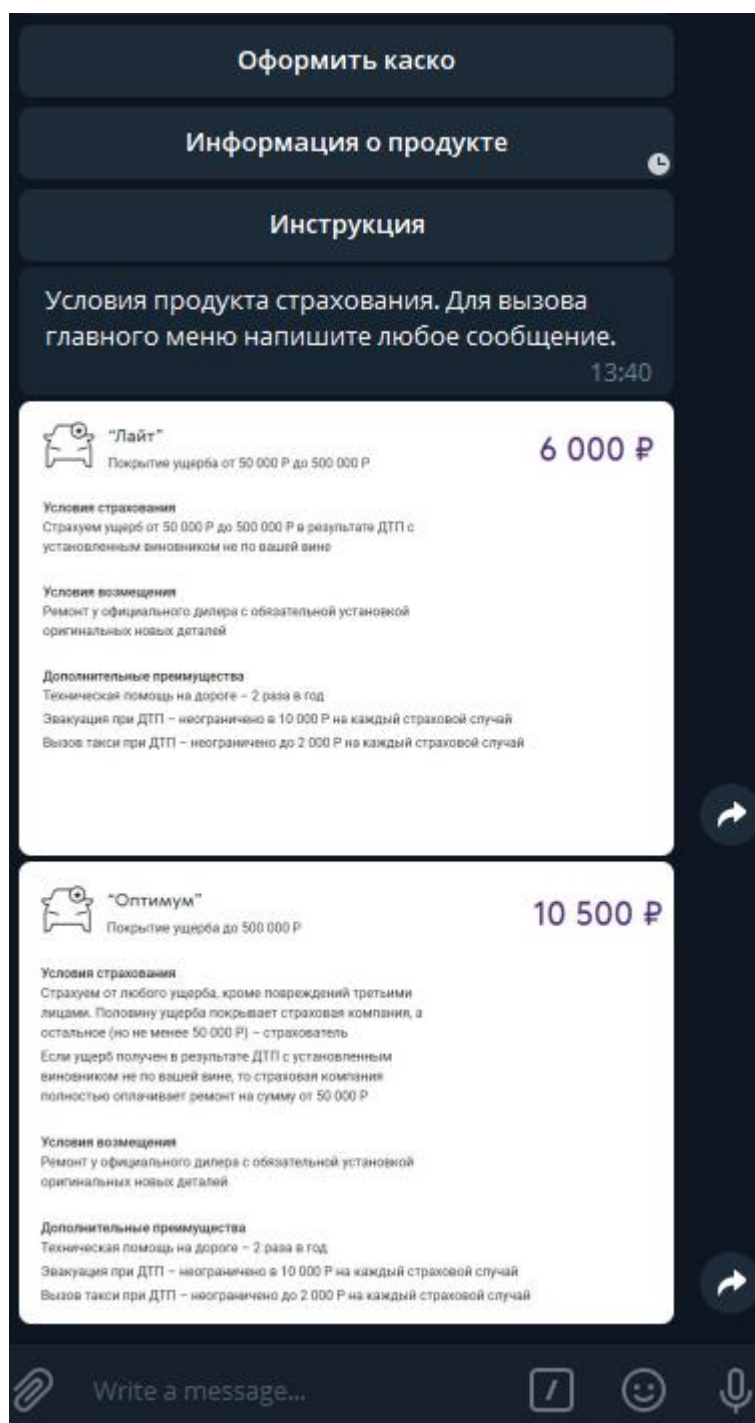 Оформить каско
Информация о продукте
Инструкция
Условия продукта страхования. Для вызова
главного меню напишите любое сообщение.
13:40
“Лайт”
6 000 ₽
Покрытие ущерба от 50 000 Р до 500 000 Р
Условия страхования
Страхуем ущерб от 50 000 Р до 500 000 Р в результате ДТП с
установленным виновником не по вашей вине
Условия возмещения
Ремонт у официального дилера с обязательной установкой
оригинальных новых деталей
Дополнительные преимущества
Техническая помощь на дороге – 2 раза в год
Эвакуация при ДТП – неограничено в 10 000 Р на каждый страховой случай
Вызов такси при ДТП – неограничено до 2 000 Р на каждый страховой случай
“Оптимум”
10 500 ₽
Покрытие ущерба до 500 000 Р
Условия страхования
Страхуем от любого ущерба, кроме повреждений третьими
лицами. Половину ущерба покрывает страховая компания, а
остальное (но не менее 50 000 Р) – страхователь
Если ущерб получен в результате ДТП с установленным
виновником не по вашей вине, то страховая компания
полностью оплачивает ремонт на сумму от 50 000 Р
Условия возмещения
Ремонт у официального дилера с обязательной установкой
оригинальных новых деталей
Дополнительные преимущества
Техническая помощь на дороге – 2 раза в год
Эвакуация при ДТП – неограничено в 10 000 Р на каждый страховой случай
Вызов такси при ДТП – неограничено до 2 000 Р на каждый страховой случай
Write a message...